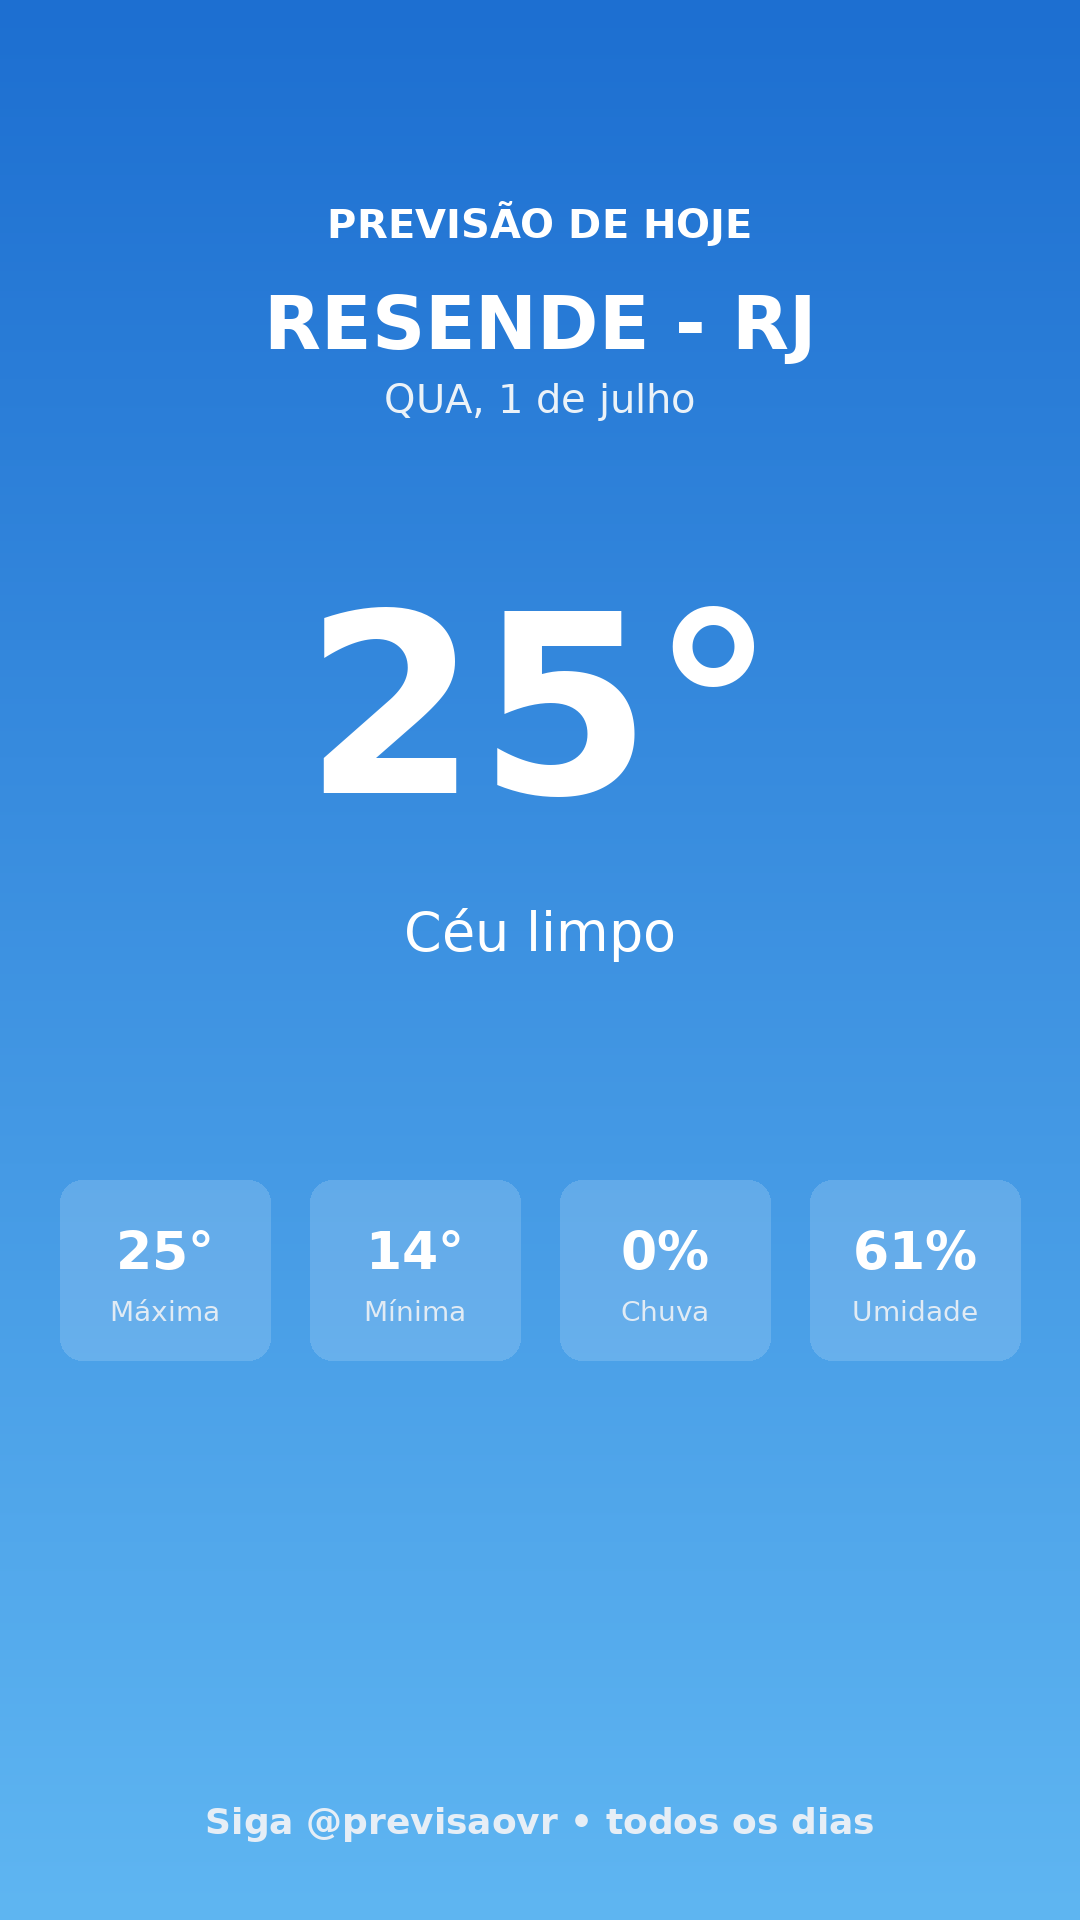 PREVISÃO DE HOJE
RESENDE - RJ
QUA, 1 de julho
25°
Céu limpo
25° 14° 0% 61%
Máxima Mínima Chuva Umidade
Siga @previsaovr • todos os dias